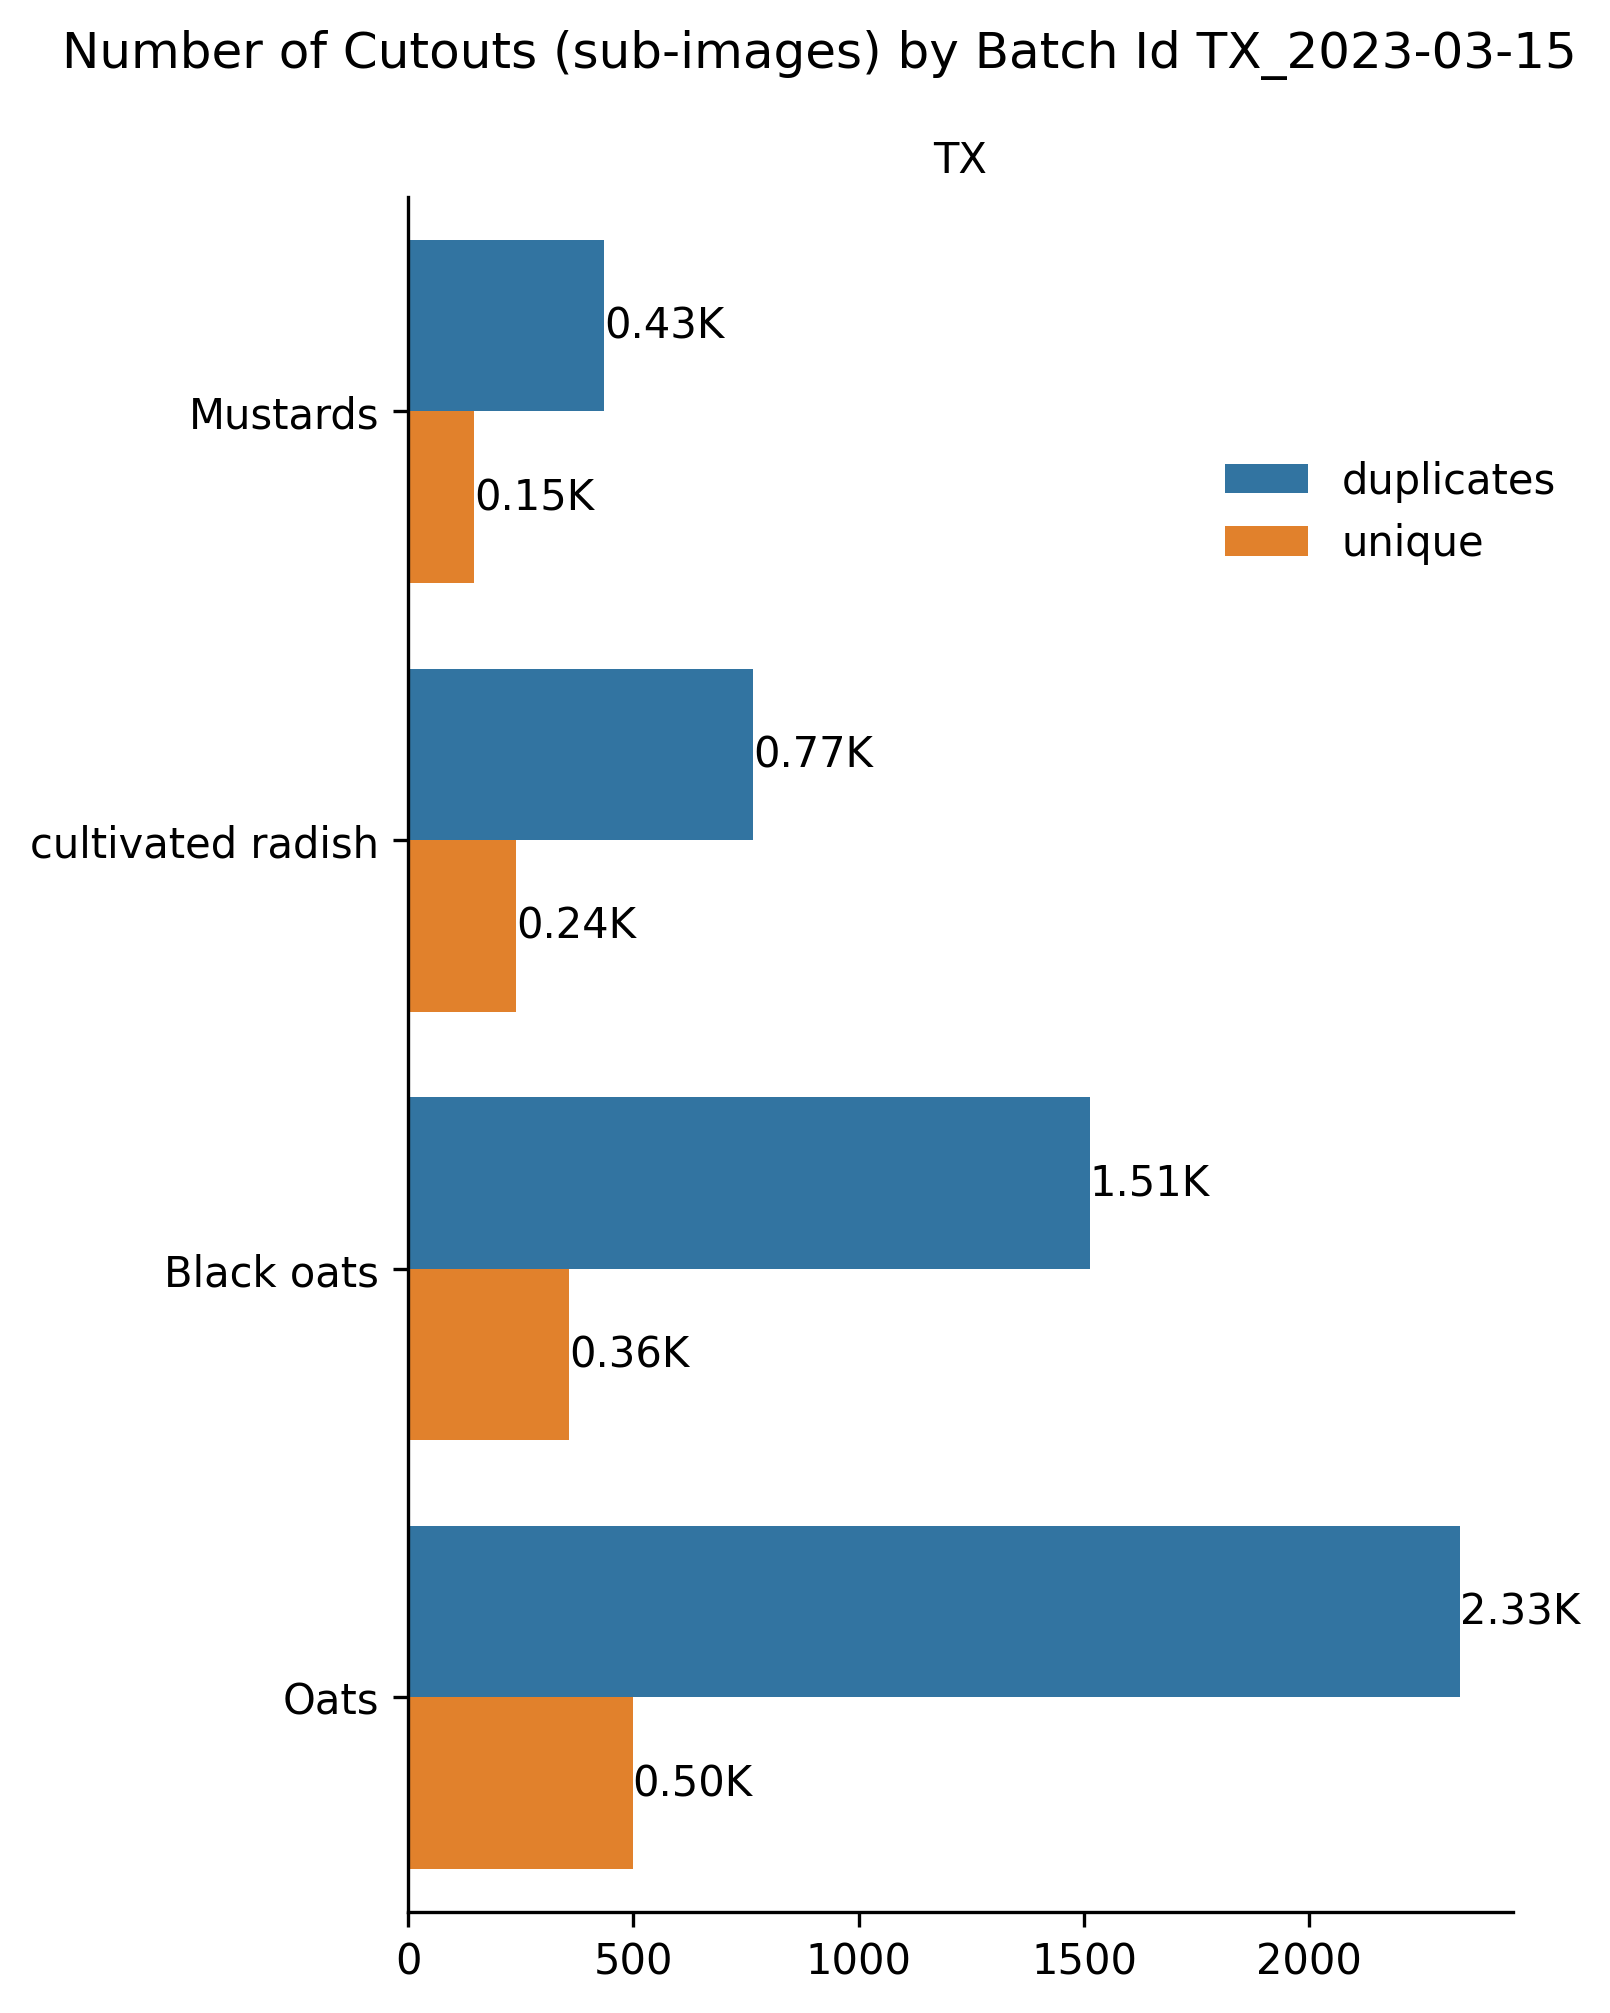 Number of Cutouts (sub-images) by Batch Id TX_2023-03-15
TX
Mustards
0.43K
0.15K
duplicates
unique
cultivated radish
0.77K
0.24K
Black oats
1.51K
0.36K
Oats
2.33K
0.50K
0 500 1000 1500 2000